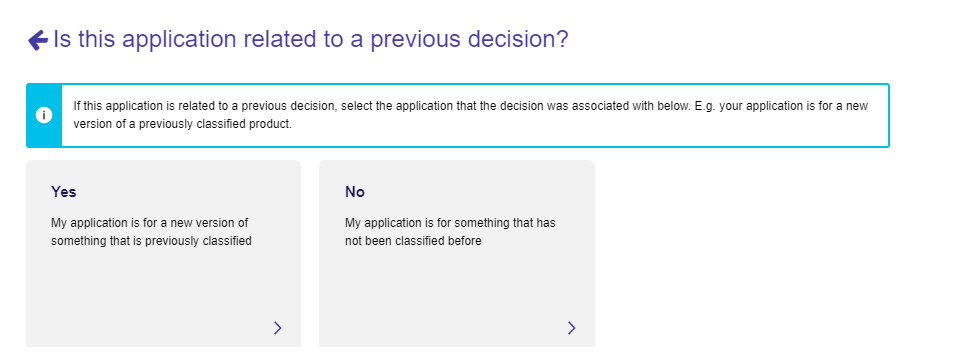 Is this application related to a previous decision?
If this application is related to a previous decision, select the application that the decision was associated with below. E.g. your application is for a new
version of a previously classified product.
Yes
My application is for a new version of
something that is previously classified
No
My application is for something that has
not been classified before